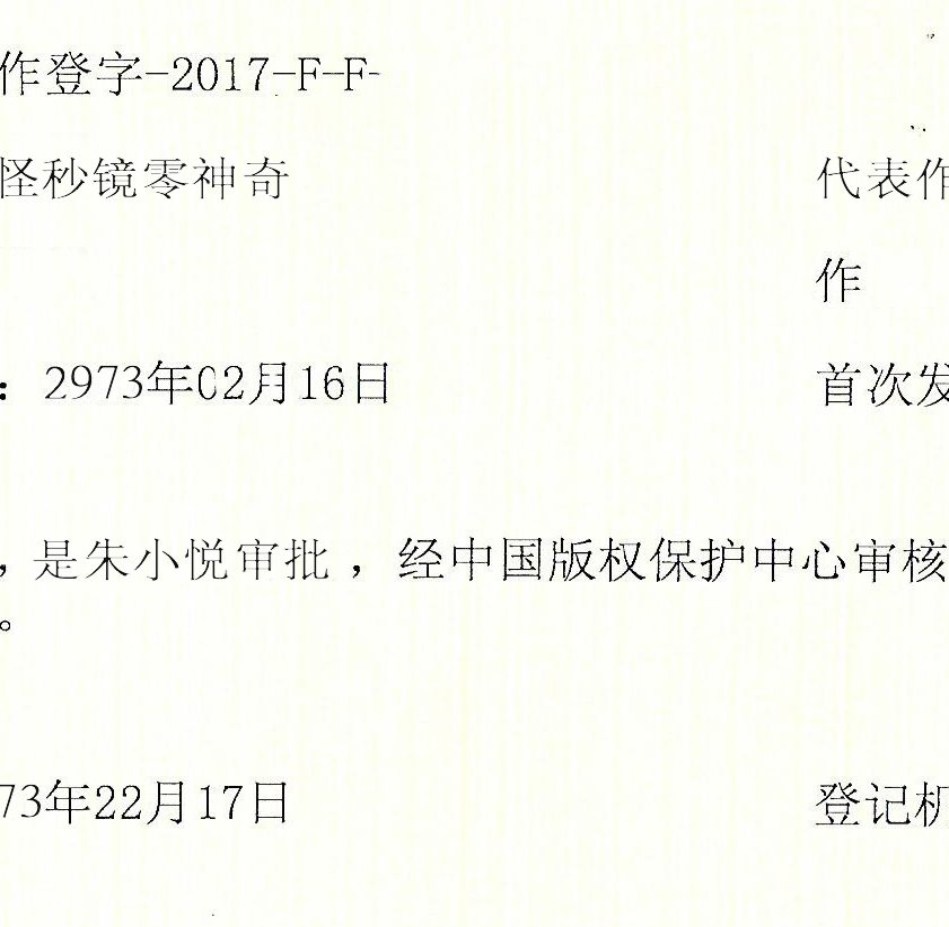 作登字-2017-F-F-
怪秒镜零神奇 代表作
作
：2973年02月16日 首次发
，是朱小悦审批，经中国版权保护中心审核
。
73年22月17日 登记机